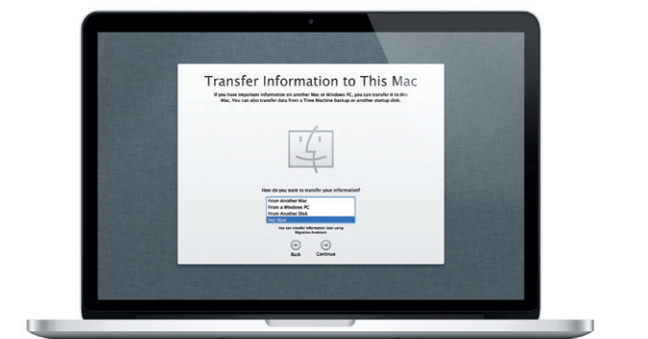 Transfer Information to This Mac
If you have important information on another Mac or Windows PC, you can transfer it to this
Mac. You can also transfer data from a Time Machine backup or another startup disk.
How do you want to transfer your information?
From Another Mac
From a Windows PC
From Another Disk
Not Now
You can transfer information later using
Migration Assistant.
Back
Continue